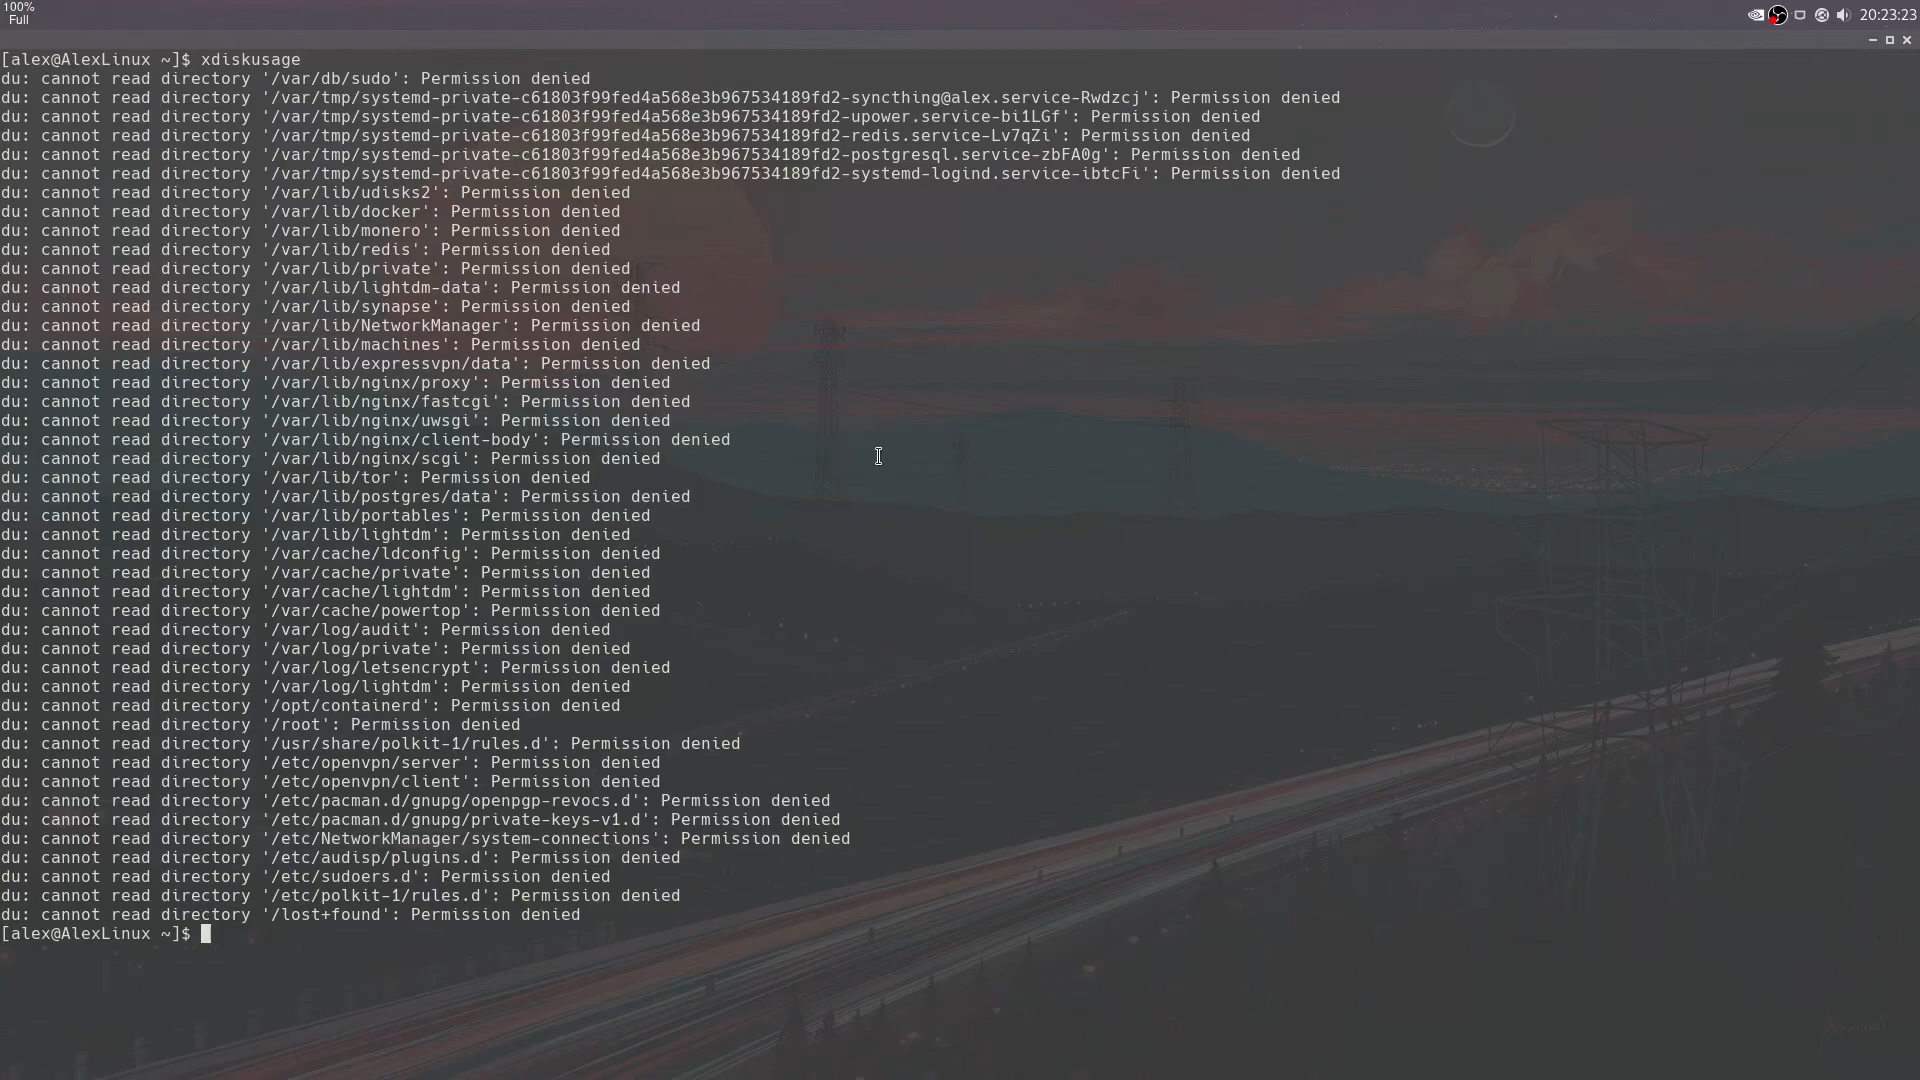 100%
Full
20:23:23
[alex@AlexLinux ~]$ xdiskusage
du: cannot read directory '/var/db/sudo': Permission denied
du: cannot read directory '/var/tmp/systemd-private-c61803f99fed4a568e3b967534189fd2-syncthing@alex.service-Rwdzcj': Permission denied
du: cannot read directory '/var/tmp/systemd-private-c61803f99fed4a568e3b967534189fd2-upower.service-bi1LGf': Permission denied
du: cannot read directory '/var/tmp/systemd-private-c61803f99fed4a568e3b967534189fd2-redis.service-Lv7qZi': Permission denied
du: cannot read directory '/var/tmp/systemd-private-c61803f99fed4a568e3b967534189fd2-postgresql.service-zbFA0g': Permission denied
du: cannot read directory '/var/tmp/systemd-private-c61803f99fed4a568e3b967534189fd2-systemd-logind.service-ibtcFi': Permission denied
du: cannot read directory '/var/lib/udisks2': Permission denied
du: cannot read directory '/var/lib/docker': Permission denied
du: cannot read directory '/var/lib/monero': Permission denied
du: cannot read directory '/var/lib/redis': Permission denied
du: cannot read directory '/var/lib/private': Permission denied
du: cannot read directory '/var/lib/lightdm-data': Permission denied
du: cannot read directory '/var/lib/synapse': Permission denied
du: cannot read directory '/var/lib/NetworkManager': Permission denied
du: cannot read directory '/var/lib/machines': Permission denied
du: cannot read directory '/var/lib/expressvpn/data': Permission denied
du: cannot read directory '/var/lib/nginx/proxy': Permission denied
du: cannot read directory '/var/lib/nginx/fastcgi': Permission denied
du: cannot read directory '/var/lib/nginx/uwsgi': Permission denied
du: cannot read directory '/var/lib/nginx/client-body': Permission denied
du: cannot read directory '/var/lib/nginx/scgi': Permission denied
du: cannot read directory '/var/lib/tor': Permission denied
du: cannot read directory '/var/lib/postgres/data': Permission denied
du: cannot read directory '/var/lib/portables': Permission denied
du: cannot read directory '/var/lib/lightdm': Permission denied
du: cannot read directory '/var/cache/ldconfig': Permission denied
du: cannot read directory '/var/cache/private': Permission denied
du: cannot read directory '/var/cache/lightdm': Permission denied
du: cannot read directory '/var/cache/powertop': Permission denied
du: cannot read directory '/var/log/audit': Permission denied
du: cannot read directory '/var/log/private': Permission denied
du: cannot read directory '/var/log/letsencrypt': Permission denied
du: cannot read directory '/var/log/lightdm': Permission denied
du: cannot read directory '/opt/containerd': Permission denied
du: cannot read directory '/root': Permission denied
du: cannot read directory '/usr/share/polkit-1/rules.d': Permission denied
du: cannot read directory '/etc/openvpn/server': Permission denied
du: cannot read directory '/etc/openvpn/client': Permission denied
du: cannot read directory '/etc/pacman.d/gnupg/openpgp-revocs.d': Permission denied
du: cannot read directory '/etc/pacman.d/gnupg/private-keys-v1.d': Permission denied
du: cannot read directory '/etc/NetworkManager/system-connections': Permission denied
du: cannot read directory '/etc/audisp/plugins.d': Permission denied
du: cannot read directory '/etc/sudoers.d': Permission denied
du: cannot read directory '/etc/polkit-1/rules.d': Permission denied
du: cannot read directory '/lost+found': Permission denied
[alex@AlexLinux ~]$